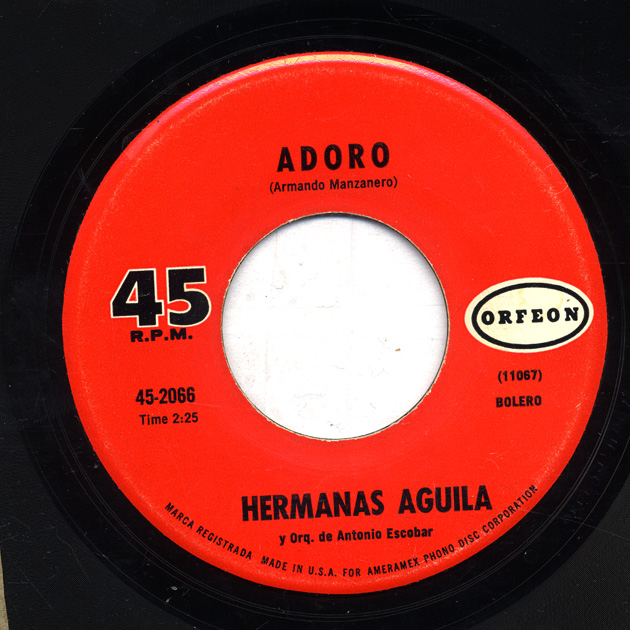 ADORO
(Armando Manzanero)
45
R.P.M.
ORFEON
45-2066
Time 2:25
(11067)
BOLERO
HERMANAS AGUILA
y Orq. de Antonio Escobar
MARCA REGISTRADA MADE IN U.S.A. FOR AMERAMEX PHONO DISC CORPORATION